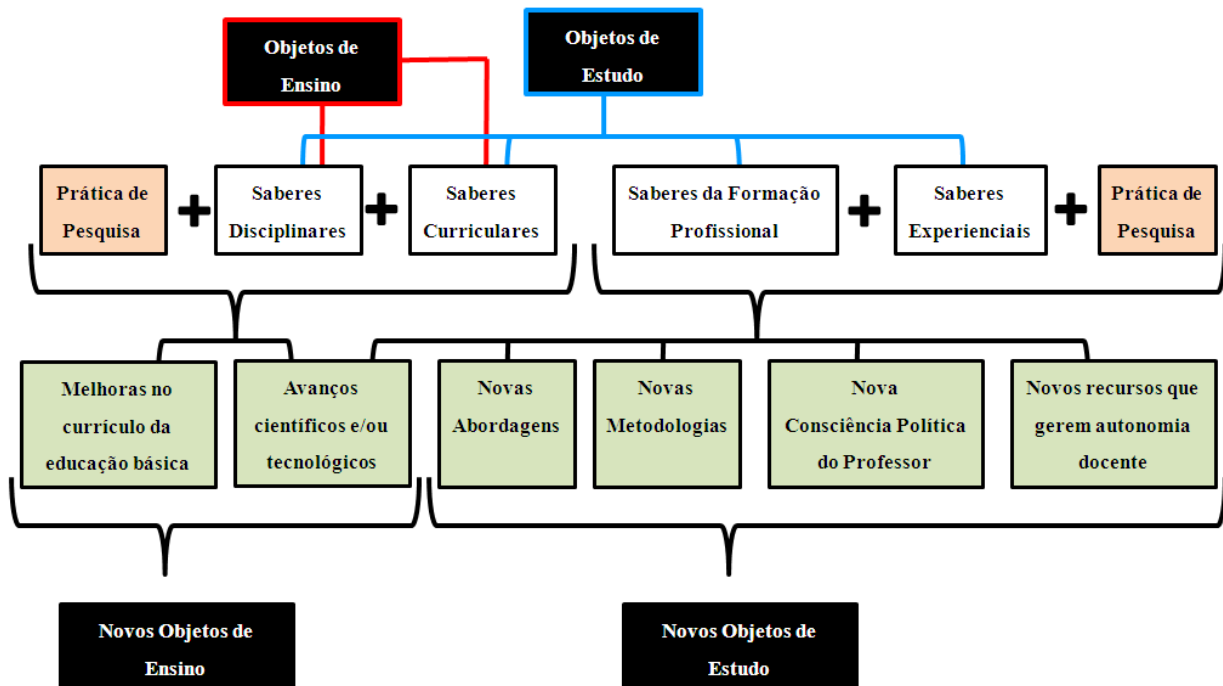 Objetos de
Ensino
Objetos de
Estudo
Prática de
Pesquisa
+
Saberes
Disciplinares
+
Saberes
Curriculares
Saberes da Formação
Profissional
+
Saberes
Experienciais
+
Prática de
Pesquisa
Melhoras no
currículo da
educação básica
Avanços
científicos e/ou
tecnológicos
Novas
Abordagens
Novas
Metodologias
Nova
Consciência Política
do Professor
Novos recursos que
gerem autonomia
docente
Novos Objetos de
Ensino
Novos Objetos de
Estudo